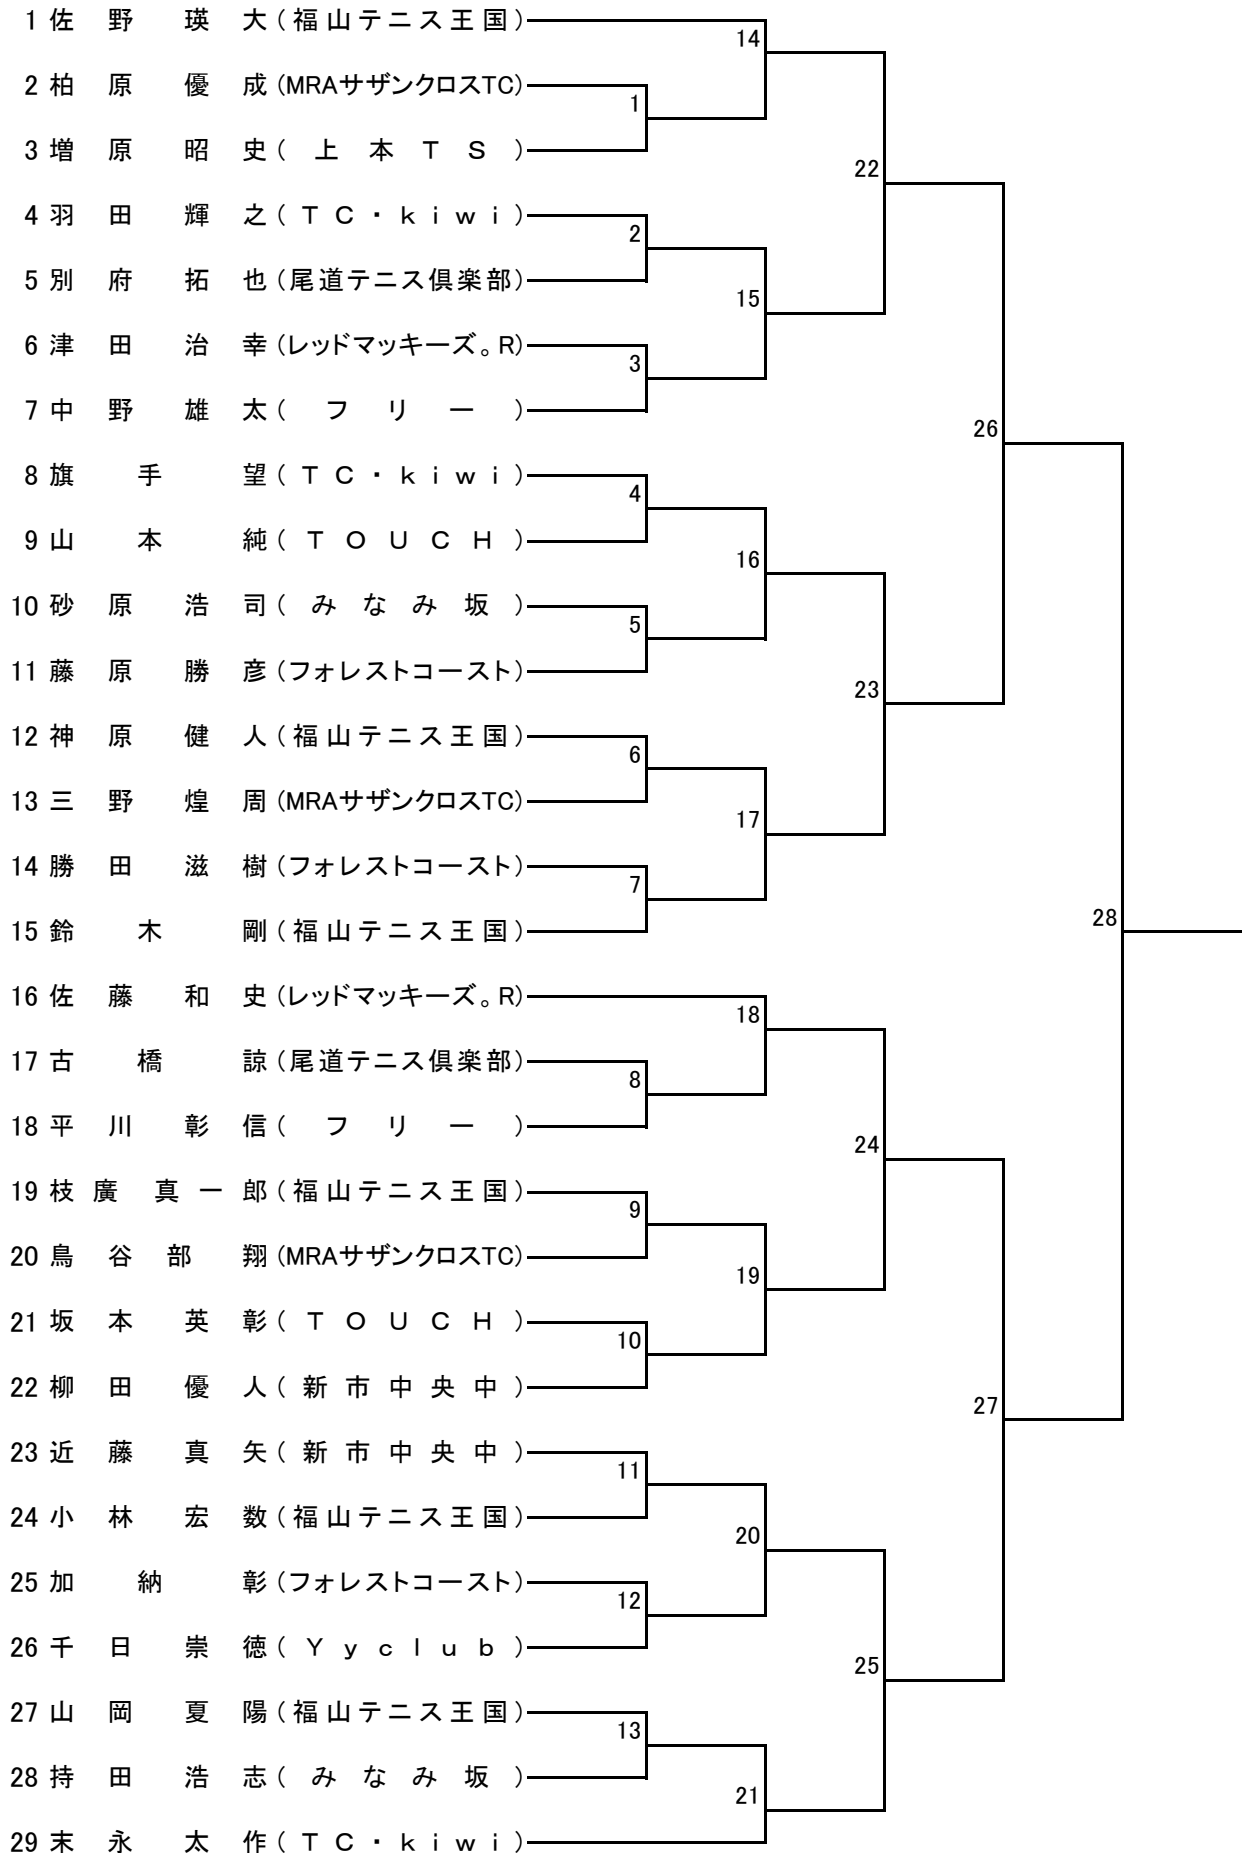 1 佐野 瑛大 (福山テニス王国)
14
2 柏原 優成 (MRAサザンクロスTC)
1
3 増原 昭史 (上本TS)
22
4 羽田 輝之 (TC・kiwi)
2
5 別府 拓也 (尾道テニス倶楽部)
15
6 津田 治幸 (レッドマッキーズ。R)
3
7 中野 雄太 (フリー)
26
8 旗手 望 (TC・kiwi)
4
9 山本 純 (TOUCH)
16
10 砂原 浩司 (みなみ坂)
5
11 藤原 勝彦 (フォレストコースト)
23
12 神原 健人 (福山テニス王国)
6
13 三野 煌周 (MRAサザンクロスTC)
17
14 勝田 滋樹 (フォレストコースト)
7
15 鈴木 剛 (福山テニス王国)
28
16 佐藤 和史 (レッドマッキーズ。R)
18
17 古橋 諒 (尾道テニス倶楽部)
8
18 平川 彰信 (フリー)
24
19 枝廣 真一郎 (福山テニス王国)
9
20 鳥谷部 翔 (MRAサザンクロスTC)
19
21 坂本 英彰 (TOUCH)
10
22 柳田 優人 (新市中央中)
27
23 近藤 真矢 (新市中央中)
11
24 小林 宏数 (福山テニス王国)
20
25 加納 彰 (フォレストコースト)
12
26 千日 崇徳 (Yyclub)
25
27 山岡 夏陽 (福山テニス王国)
13
28 持田 浩志 (みなみ坂)
21
29 末永 太作 (TC・kiwi)